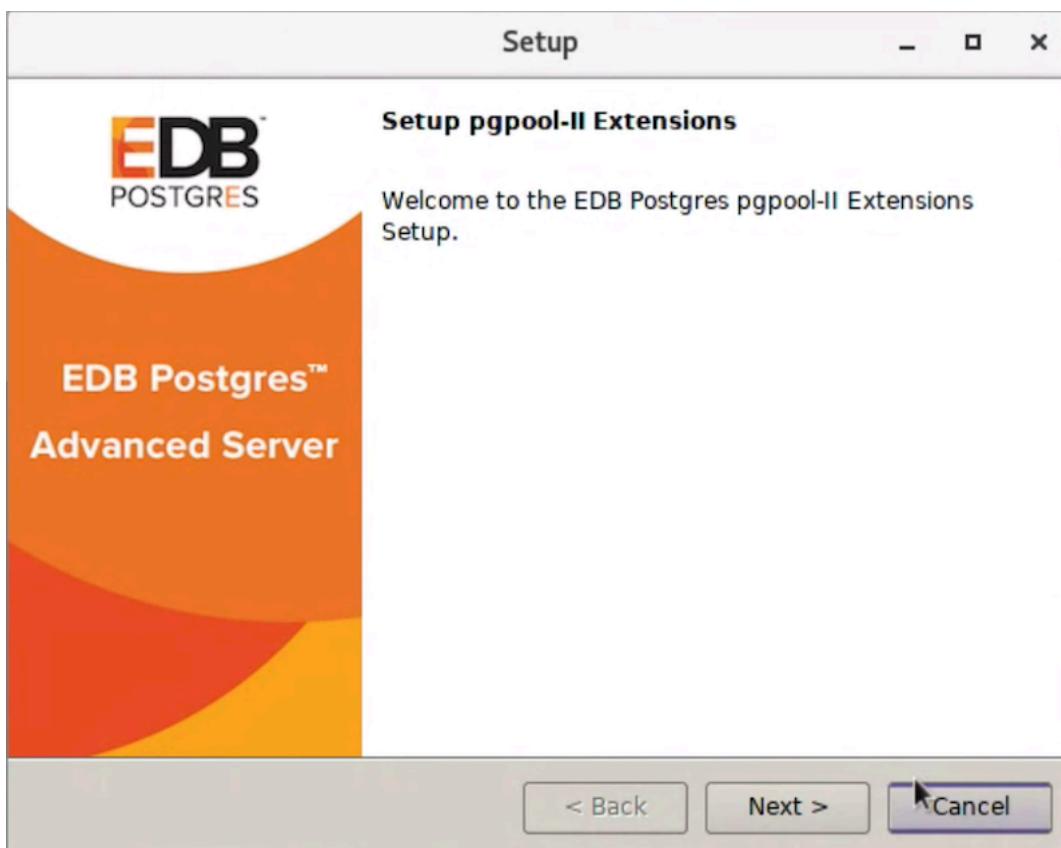 Setup
EDB™
POSTGRES
EDB Postgres™
Advanced Server
Setup pgpool-II Extensions
Welcome to the EDB Postgres pgpool-II Extensions
Setup.
< Back
Next >
Cancel